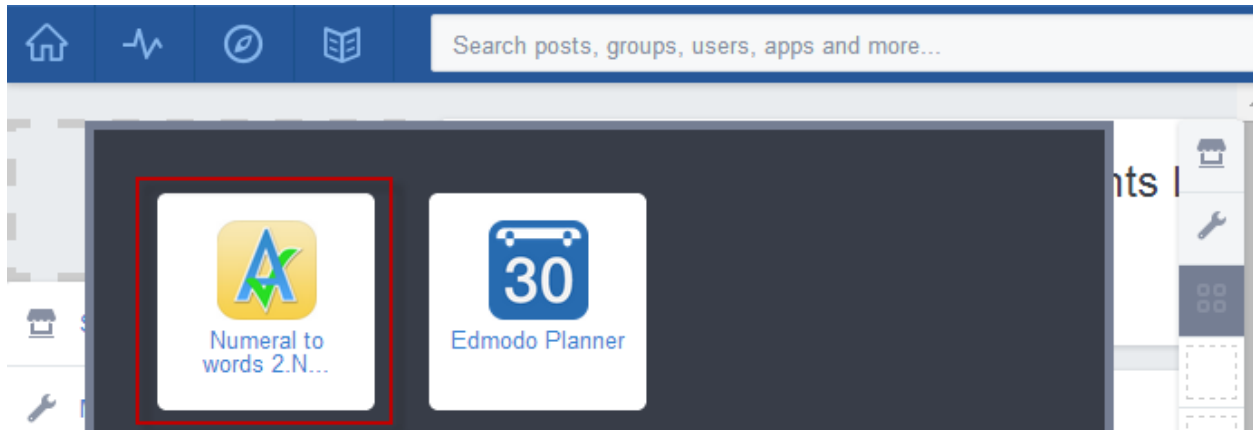 Search posts, groups, users, apps and more...
nts
30
Numeral to
words 2.N...
Edmodo Planner